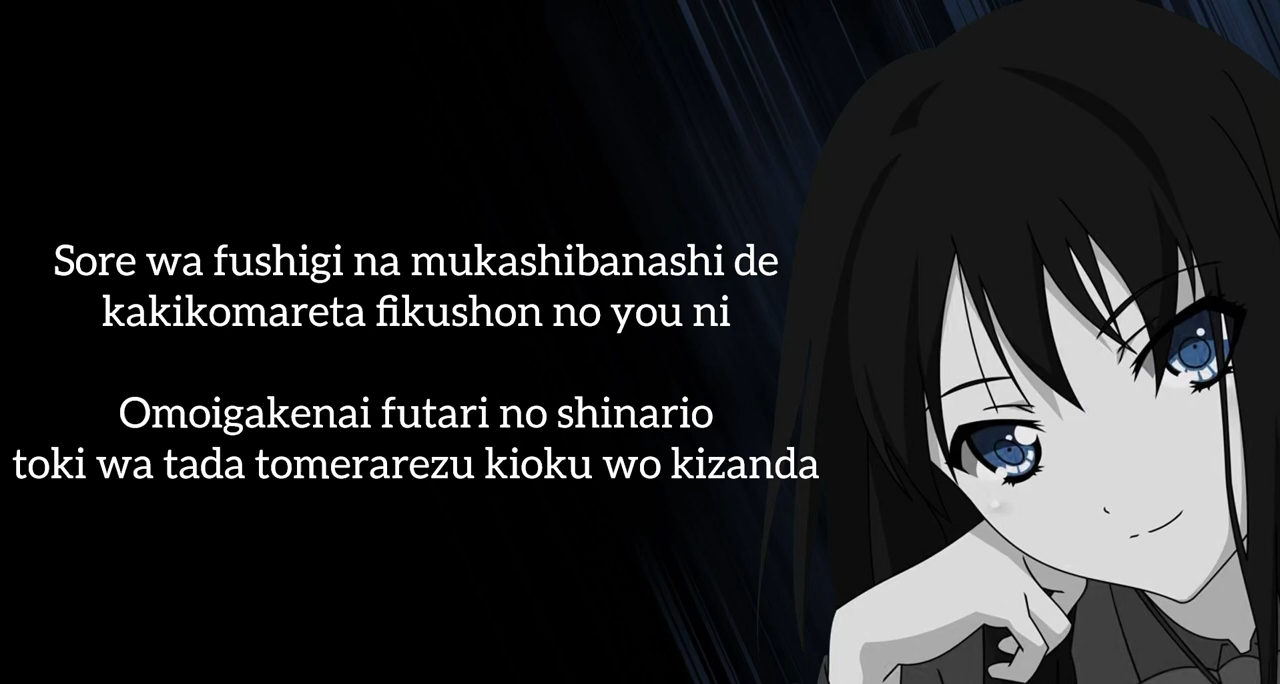 Sore wa fushigi na mukashibanashi de
kakikomareta fikushon no you ni
Omoigakenai futari no shinario
toki wa tada tomerarezu kioku wo kizanda